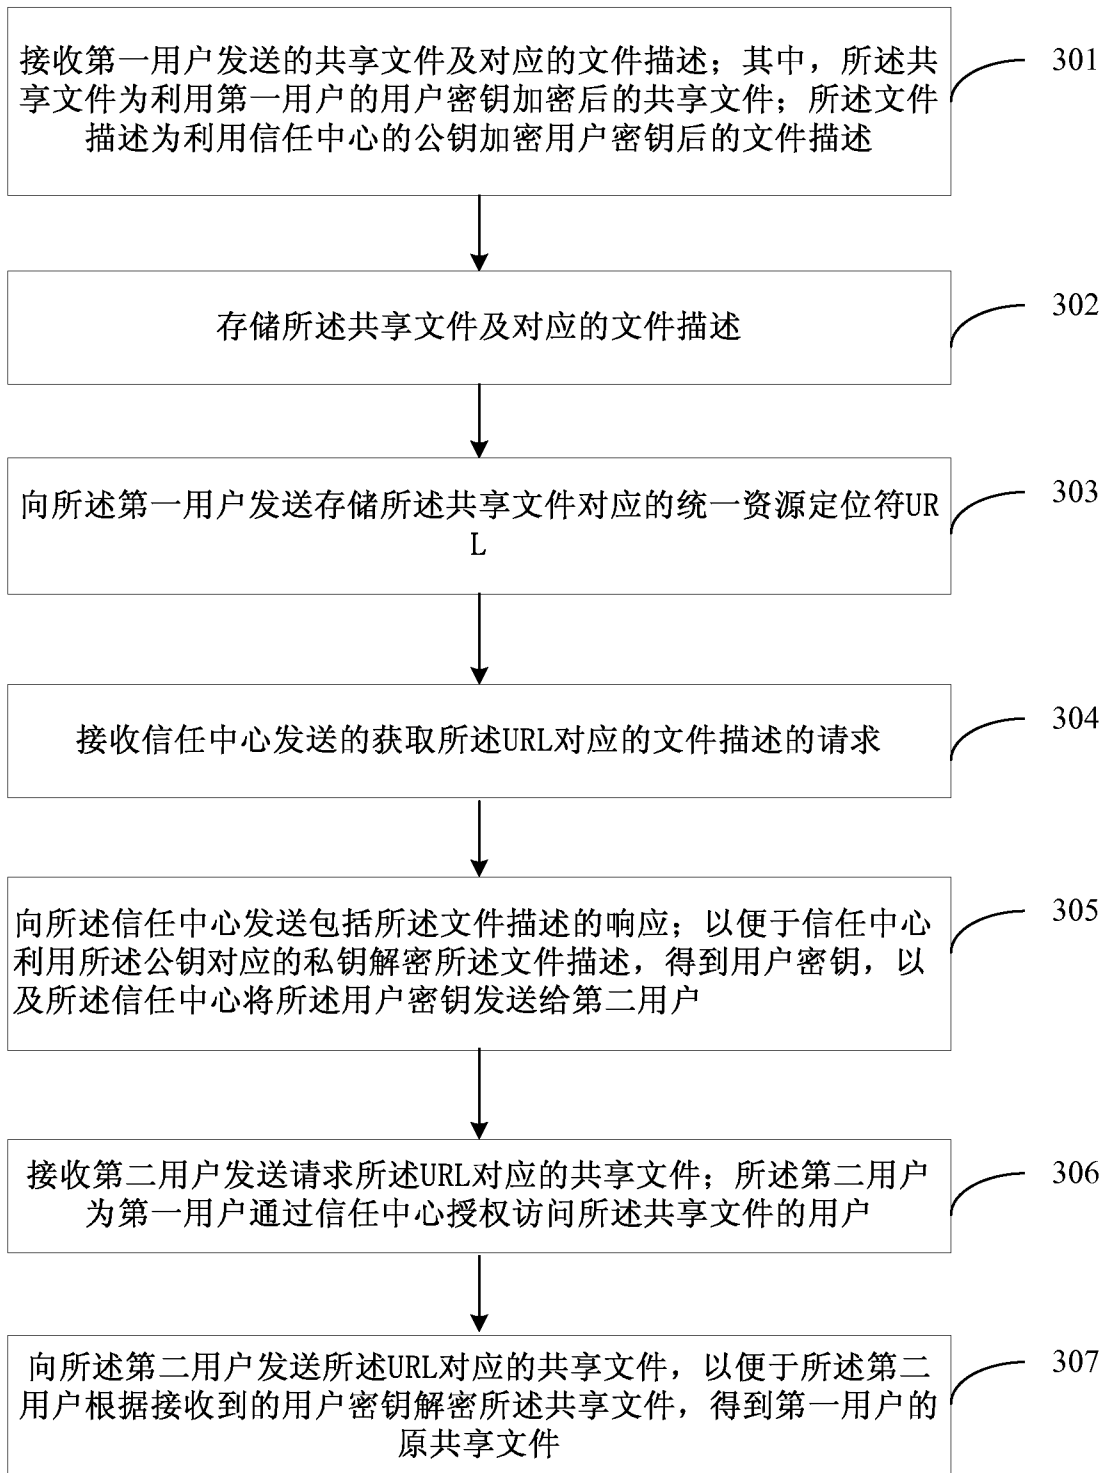 接收第一用户发送的共享文件及对应的文件描述；其中，所述共
享文件为利用第一用户的用户密钥加密后的共享文件；所述文件
描述为利用信任中心的公钥加密用户密钥后的文件描述
301
存储所述共享文件及对应的文件描述
302
向所述第一用户发送存储所述共享文件对应的统一资源定位符UR
L
303
接收信任中心发送的获取所述URL对应的文件描述的请求
304
向所述信任中心发送包括所述文件描述的响应；以便于信任中心
利用所述公钥对应的私钥解密所述文件描述，得到用户密钥，以
及所述信任中心将所述用户密钥发送给第二用户
305
接收第二用户发送请求所述URL对应的共享文件；所述第二用户
为第一用户通过信任中心授权访问所述共享文件的用户
306
向所述第二用户发送所述URL对应的共享文件，以便于所述第二
用户根据接收到的用户密钥解密所述共享文件，得到第一用户的
原共享文件
307